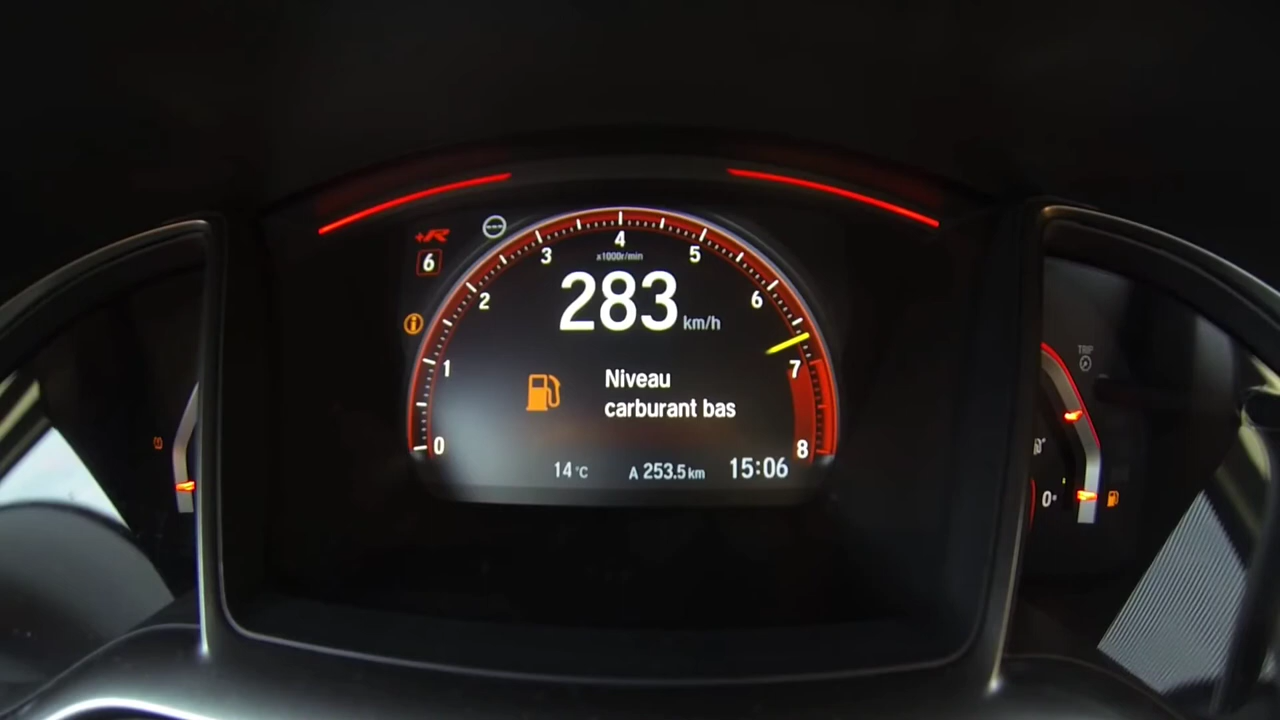 +R
6
0
1
2
3
4
5
6
7
8
x1000r/min
283 km/h
Niveau
carburant bas
14°C
A 253.5 km
15:06
TRIP
0